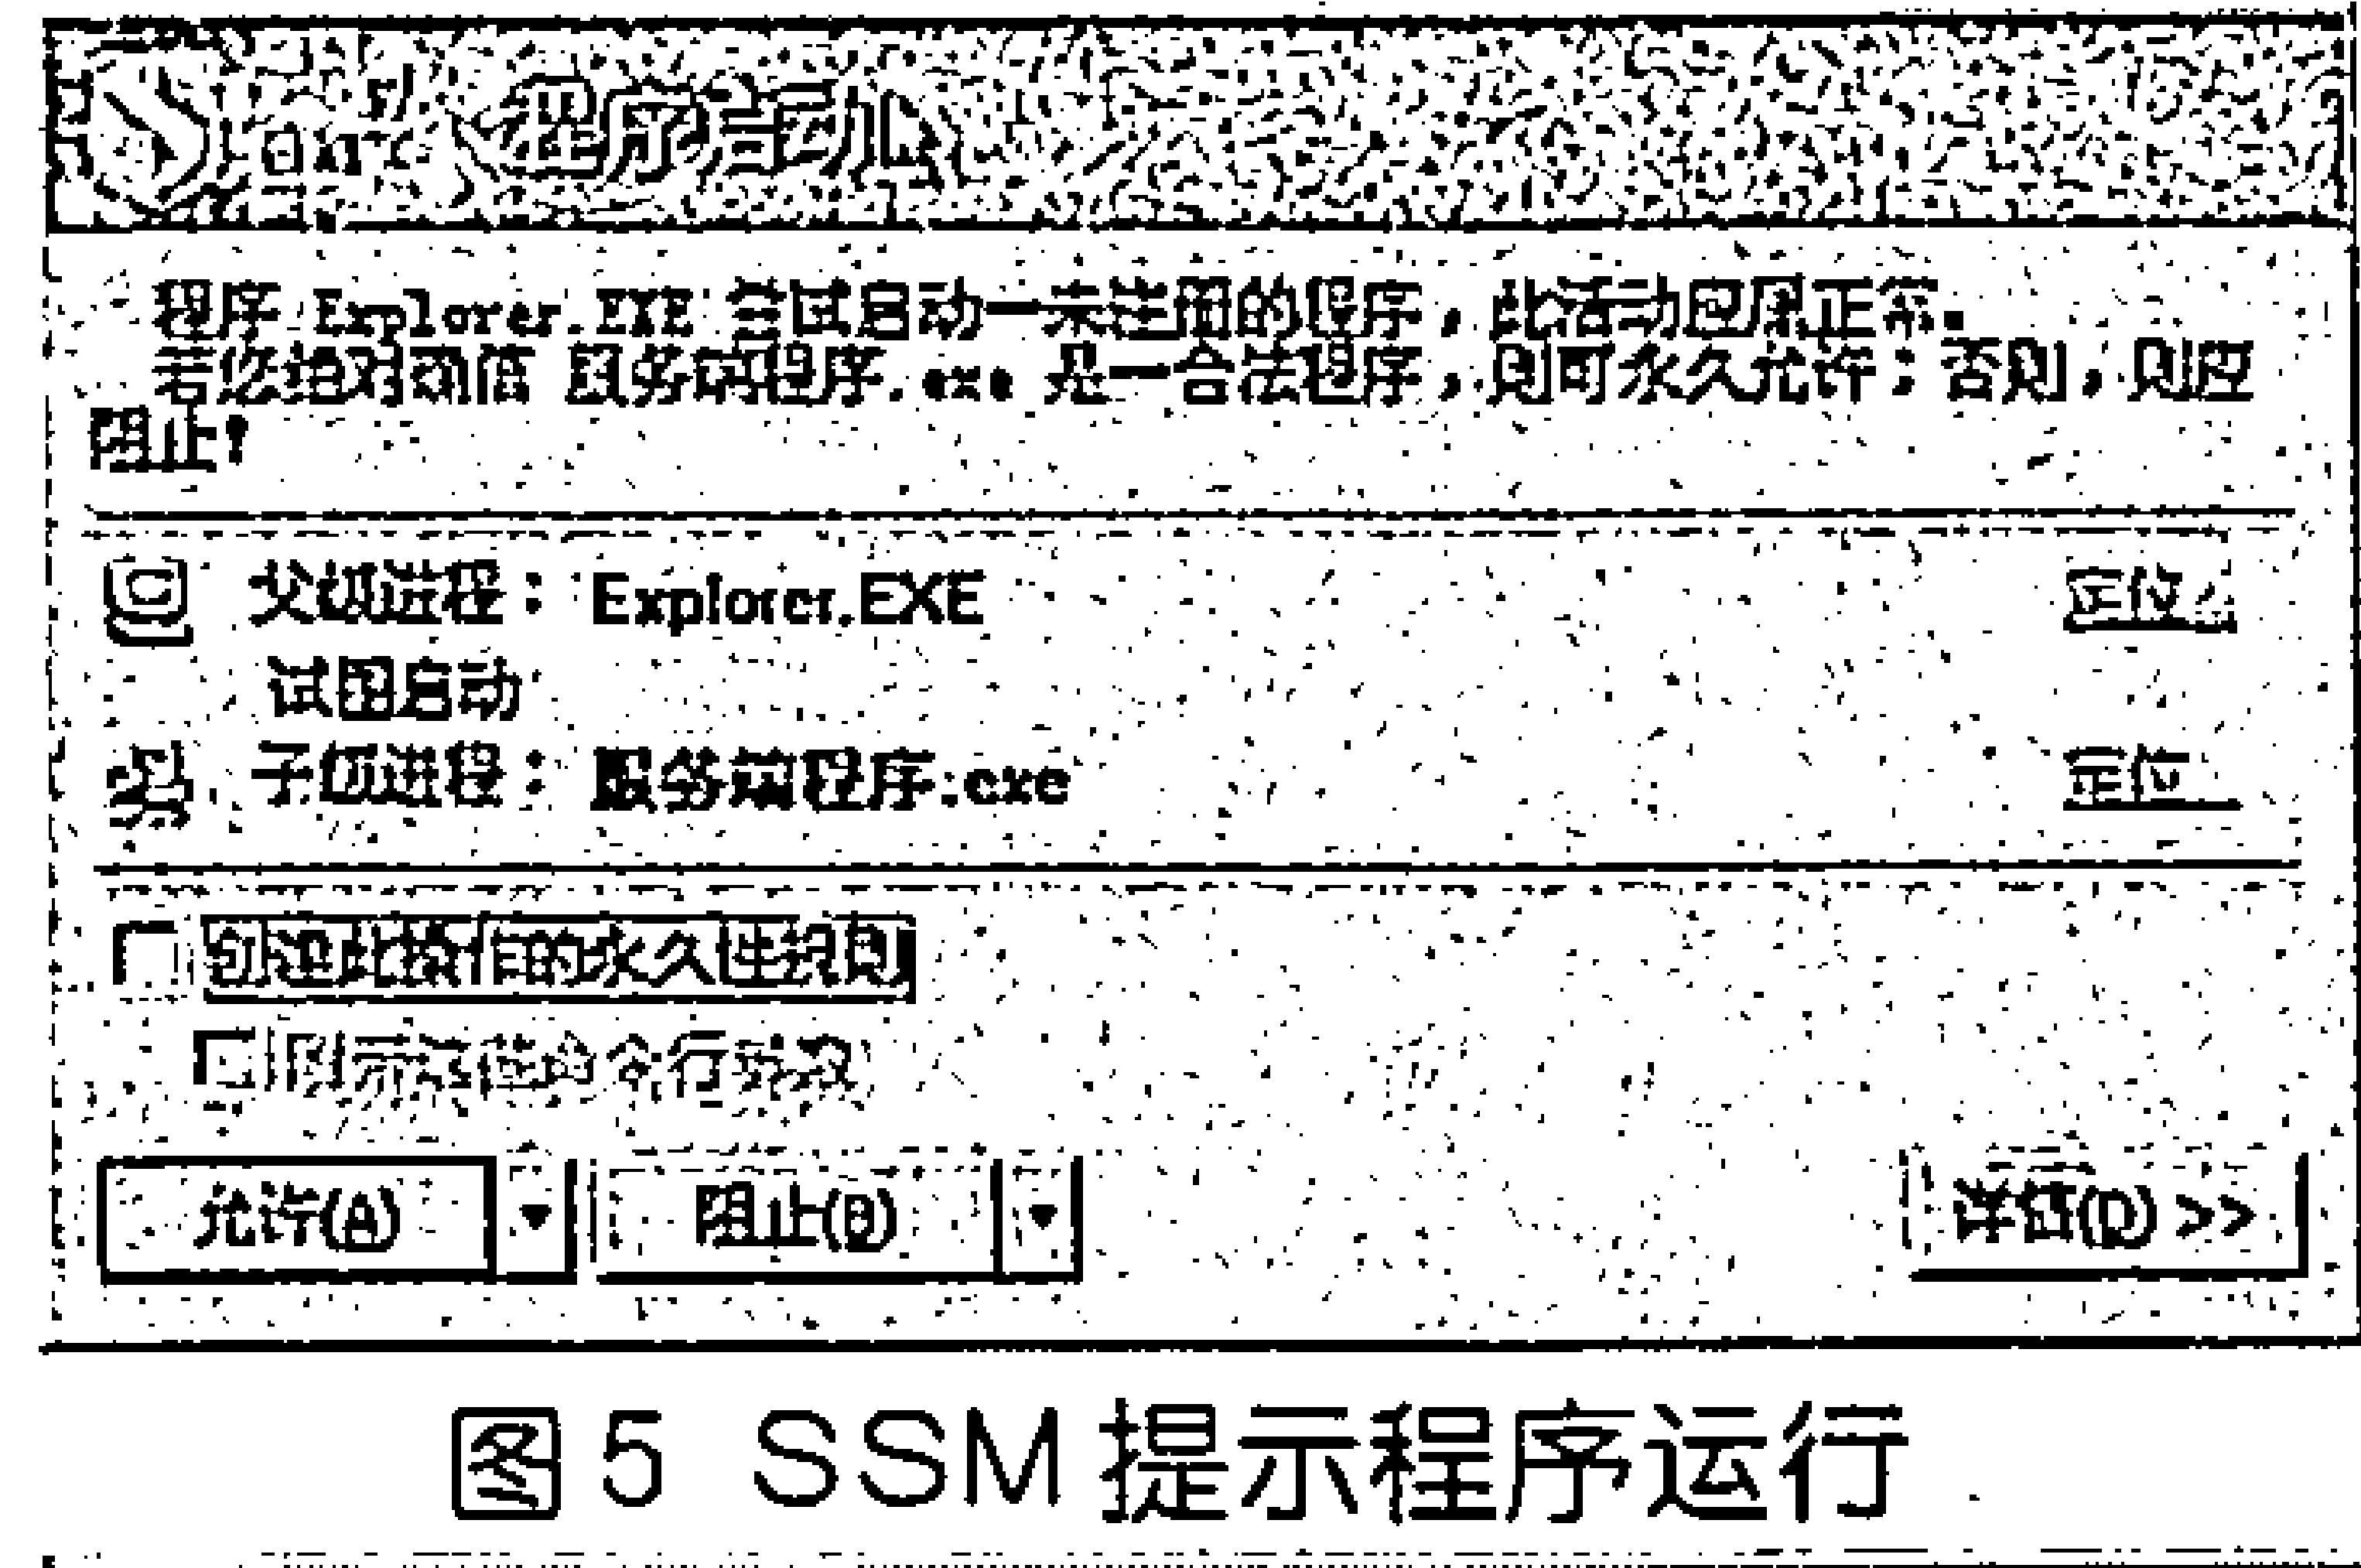 程序启动
程序 Explorer.EXE 尝试启动一未注册的程序，此活动应属正常.
若您绝对确信 服务端程序.exe 是一合法程序，则可永久允许；否则，则应
阻止！
父级进程： Explorer.EXE 定位
试图启动
子级进程： 服务端程序.exe 定位
创建此操作的永久性规则
允许(A) 阻止(B) 详细(D) >>
图5 SSM提示程序运行